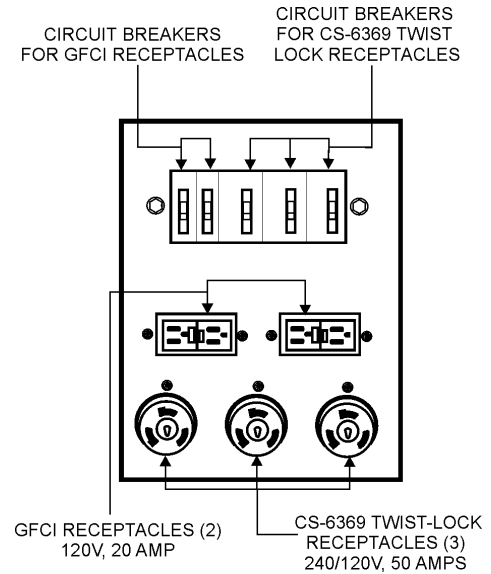 CIRCUIT BREAKERS
FOR GFCI RECEPTACLES
CIRCUIT BREAKERS
FOR CS-6369 TWIST
LOCK RECEPTACLES
GFCI RECEPTACLES (2)
120V, 20 AMP
CS-6369 TWIST-LOCK
RECEPTACLES (3)
240/120V, 50 AMPS